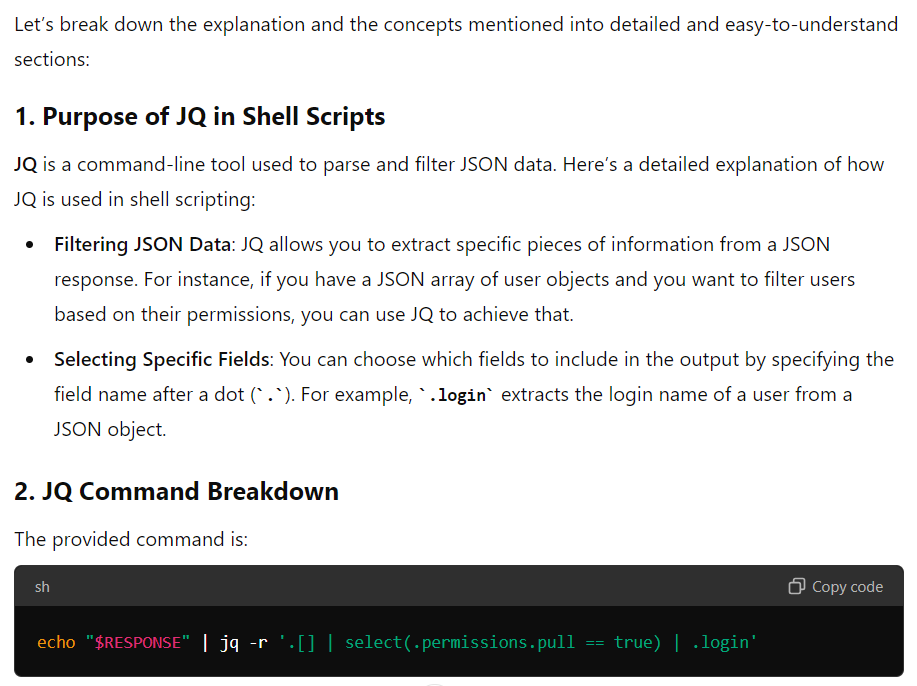 Let’s break down the explanation and the concepts mentioned into detailed and easy-to-understand
sections:
1. Purpose of JQ in Shell Scripts
JQ is a command-line tool used to parse and filter JSON data. Here’s a detailed explanation of how
JQ is used in shell scripting:
• Filtering JSON Data: JQ allows you to extract specific pieces of information from a JSON
response. For instance, if you have a JSON array of user objects and you want to filter users
based on their permissions, you can use JQ to achieve that.
• Selecting Specific Fields: You can choose which fields to include in the output by specifying the
field name after a dot (`.`). For example, `.login` extracts the login name of a user from a
JSON object.
2. JQ Command Breakdown
The provided command is:
sh
Copy code
echo "$RESPONSE" | jq -r '.[] | select(.permissions.pull == true) | .login'